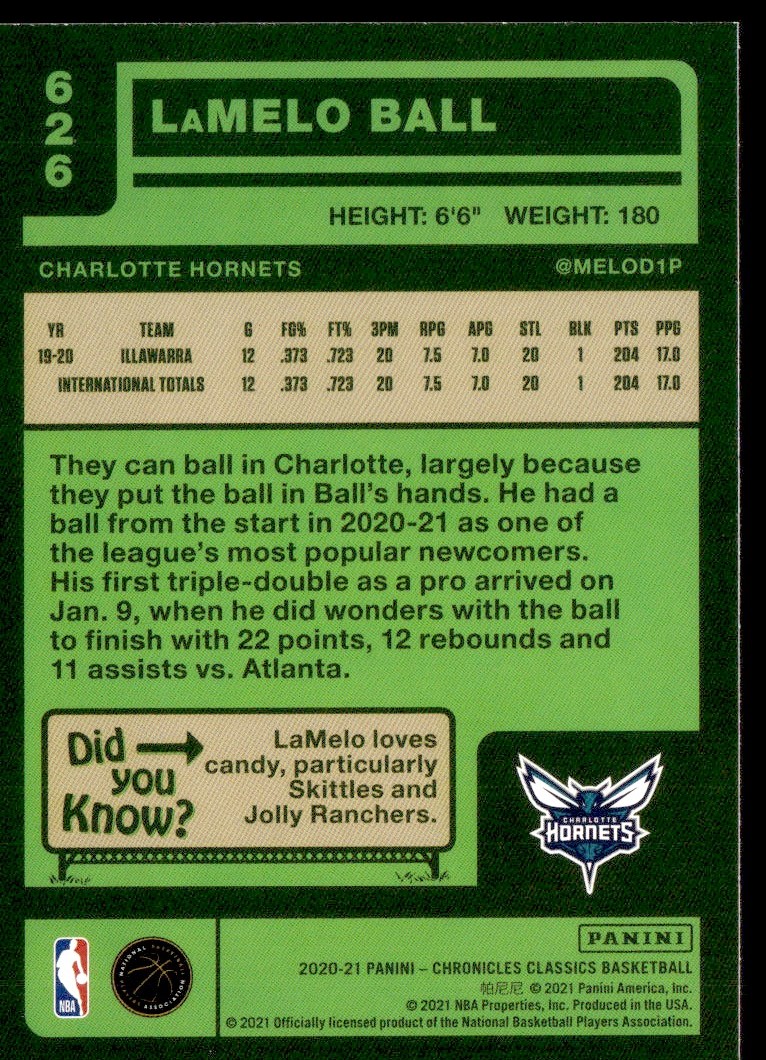 626
LaMELO BALL
HEIGHT: 6'6" WEIGHT: 180
CHARLOTTE HORNETS @MELOD1P
YR TEAM G FG% FT% 3PM RPG APG STL BLK PTS PPG
19-20 ILLAWARRA 12 .373 .723 20 7.5 7.0 20 1 204 17.0
INTERNATIONAL TOTALS 12 .373 .723 20 7.5 7.0 20 1 204 17.0
They can ball in Charlotte, largely because
they put the ball in Ball's hands. He had a
ball from the start in 2020-21 as one of
the league's most popular newcomers.
His first triple-double as a pro arrived on
Jan. 9, when he did wonders with the ball
to finish with 22 points, 12 rebounds and
11 assists vs. Atlanta.
Did you Know?
LaMelo loves
candy, particularly
Skittles and
Jolly Ranchers.
CHARLOTTE
HORNETS
NBA
NATIONAL BASKETBALL ASSOCIATION
PANINI
2020-21 PANINI – CHRONICLES CLASSICS BASKETBALL
帕尼尼 © 2021 Panini America, Inc.
© 2021 NBA Properties, Inc. Produced in the USA.
© 2021 Officially licensed product of the National Basketball Players Association.